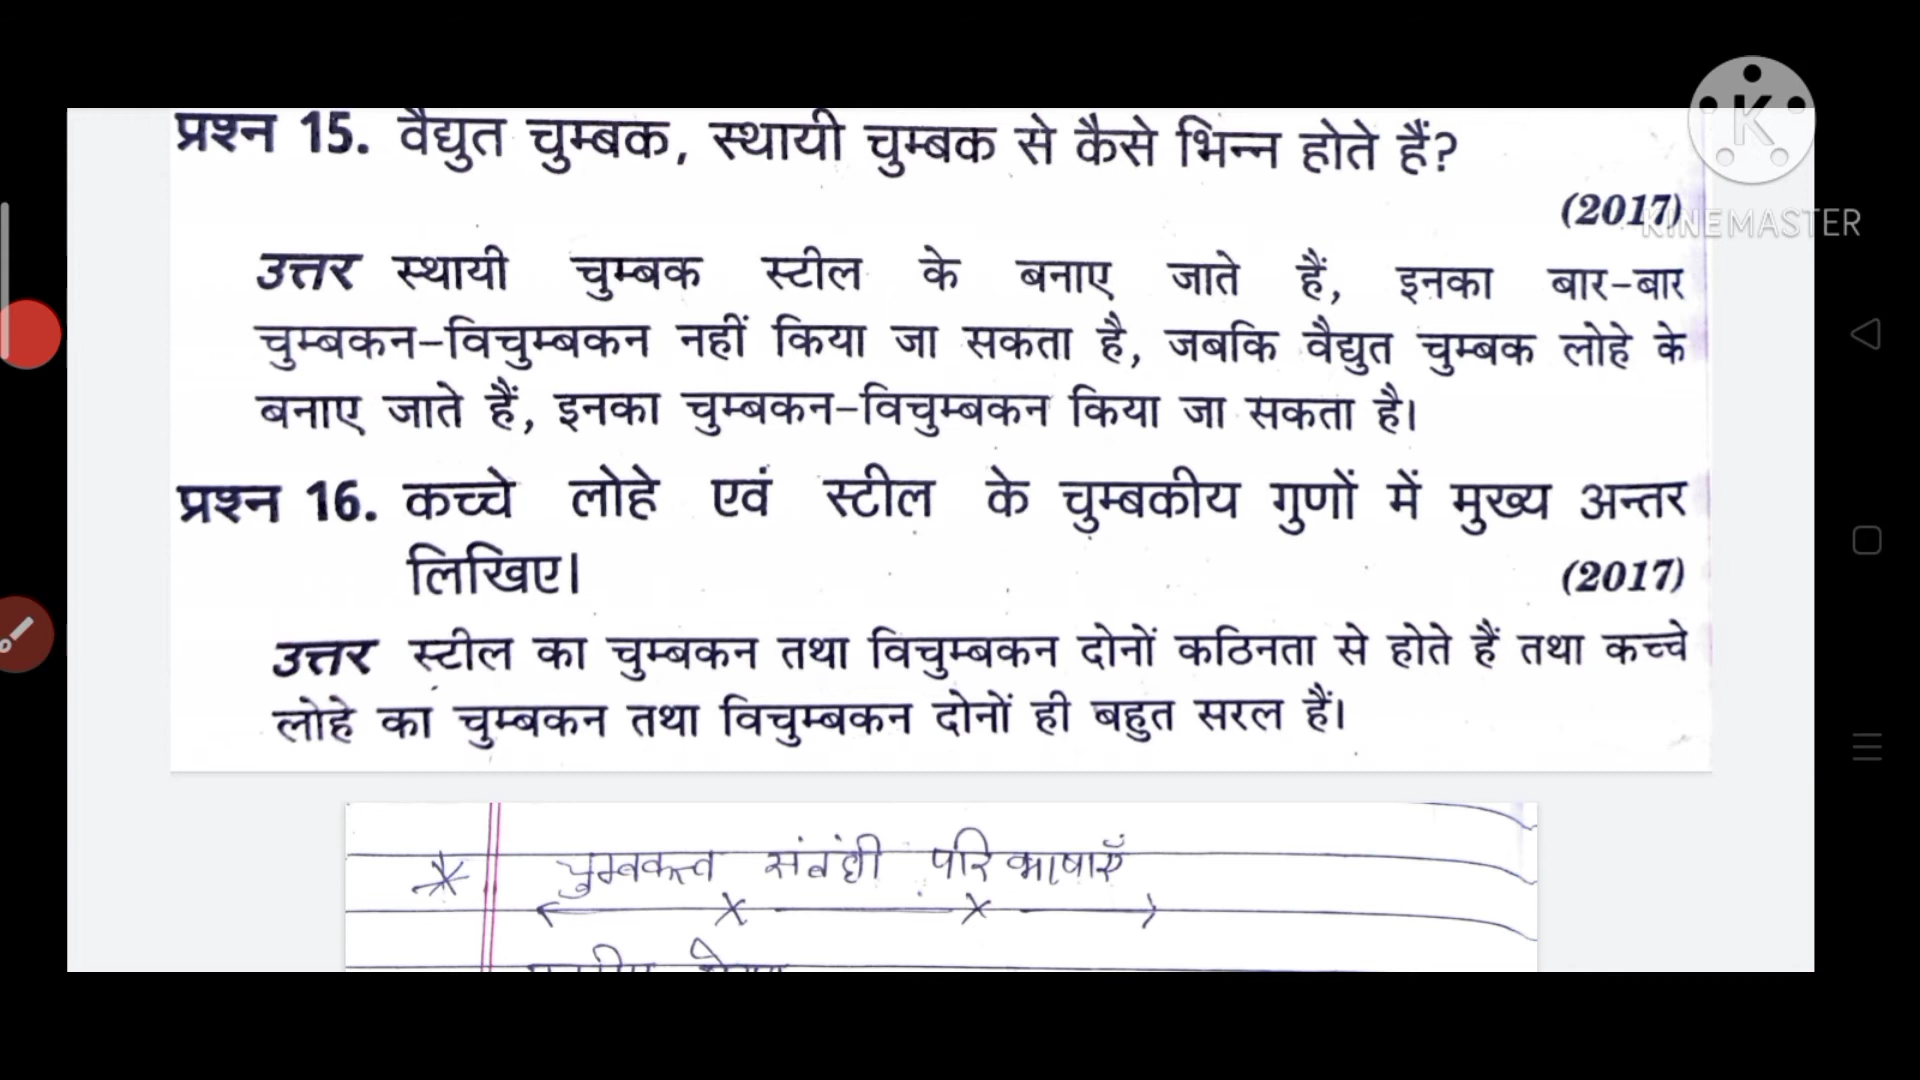 प्रश्न 15. वैद्युत चुम्बक, स्थायी चुम्बक से कैसे भिन्न होते हैं?
(2017)
KINEMASTER
उत्तर स्थायी चुम्बक स्टील के बनाए जाते हैं, इनका बार-बार
चुम्बकन-विचुम्बकन नहीं किया जा सकता है, जबकि वैद्युत चुम्बक लोहे के
बनाए जाते हैं, इनका चुम्बकन-विचुम्बकन किया जा सकता है।
प्रश्न 16. कच्चे लोहे एवं स्टील के चुम्बकीय गुणों में मुख्य अन्तर
लिखिए।
(2017)
उत्तर स्टील का चुम्बकन तथा विचुम्बकन दोनों कठिनता से होते हैं तथा कच्चे
लोहे का चुम्बकन तथा विचुम्बकन दोनों ही बहुत सरल हैं।
चुम्बकत्व संबंधी परिभाषाएँ